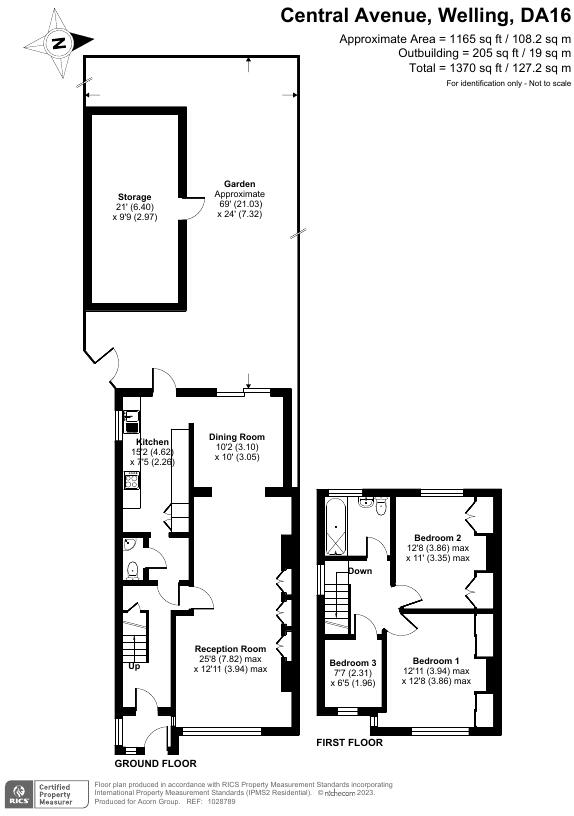 Central Avenue, Welling, DA16
Approximate Area = 1165 sq ft / 108.2 sq m
Outbuilding = 205 sq ft / 19 sq m
Total = 1370 sq ft / 127.2 sq m
For identification only - Not to scale
N
Storage
21' (6.40)
x 9'9 (2.97)
Garden
Approximate
69' (21.03)
x 24' (7.32)
Kitchen
15'2 (4.62)
x 7'5 (2.26)
Dining Room
10'2 (3.10)
x 10' (3.05)
Reception Room
25'8 (7.82) max
x 12'11 (3.94) max
Up
GROUND FLOOR
Bedroom 2
12'8 (3.86) max
x 11' (3.35) max
Down
Bedroom 3
7'7 (2.31)
x 6'5 (1.96)
Bedroom 1
12'11 (3.94) max
x 12'8 (3.86) max
FIRST FLOOR
RICS
Certified
Property
Measurer
Floor plan produced in accordance with RICS Property Measurement Standards incorporating
International Property Measurement Standards (IPMS2 Residential). © nichecom 2023.
Produced for Acorn Group. REF: 1028789